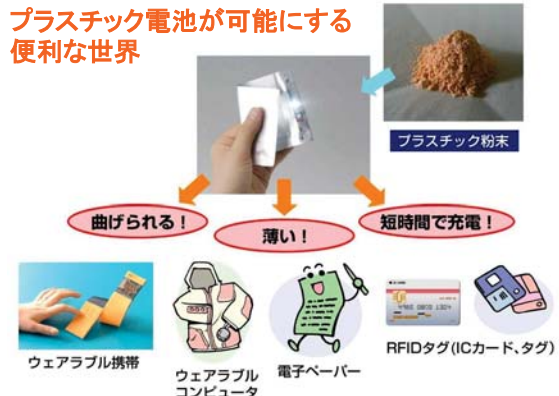 プラスチック電池が可能にする
便利な世界
プラスチック粉末
曲げられる！
薄い！
短時間で充電！
ウェアラブル携帯
ウェアラブル
コンピュータ
電子ペーパー
RFIDタグ(ICカード、タグ)